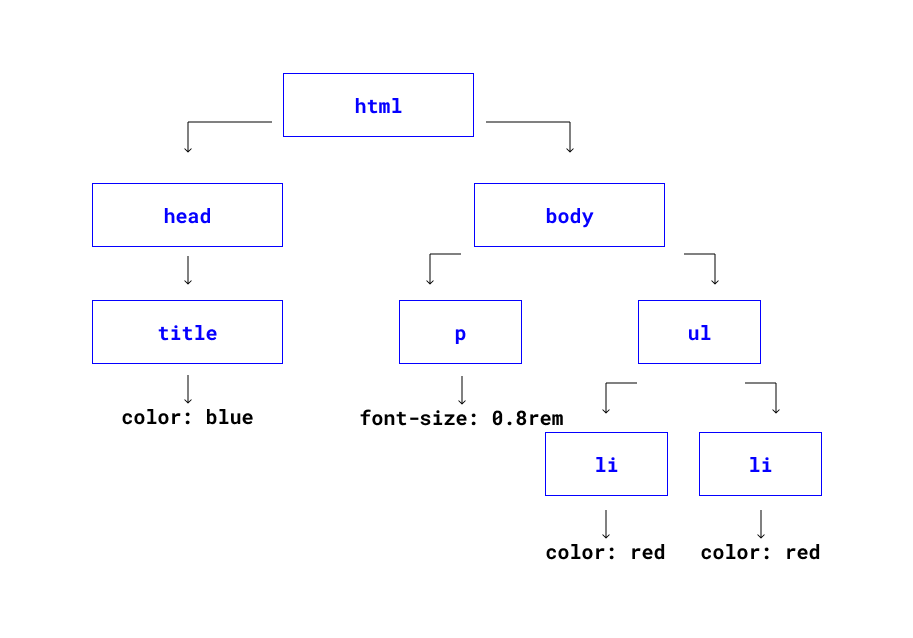 html
head
body
title
p
ul
color: blue
font-size: 0.8rem
li
li
color: red
color: red